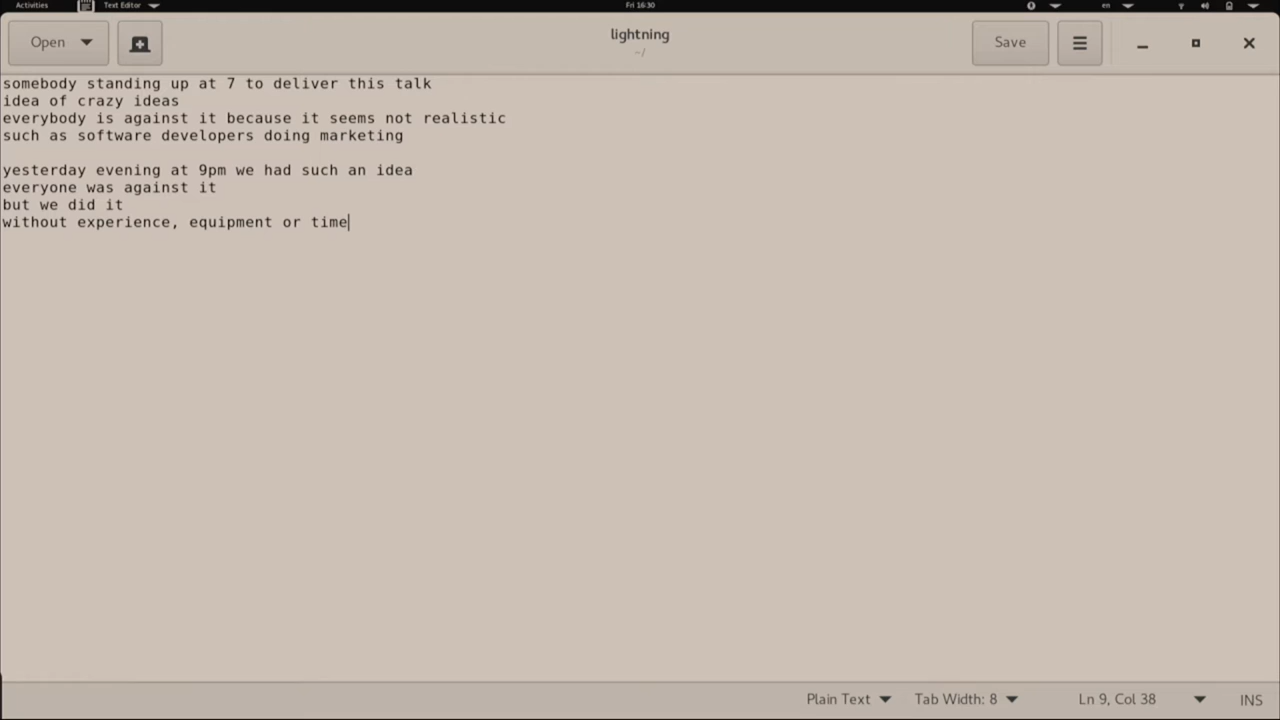 Activities Text Editor Fri 16:30 en
Open lightning Save
~/
somebody standing up at 7 to deliver this talk
idea of crazy ideas
everybody is against it because it seems not realistic
such as software developers doing marketing
yesterday evening at 9pm we had such an idea
everyone was against it
but we did it
without experience, equipment or time
Plain Text Tab Width: 8 Ln 9, Col 38 INS